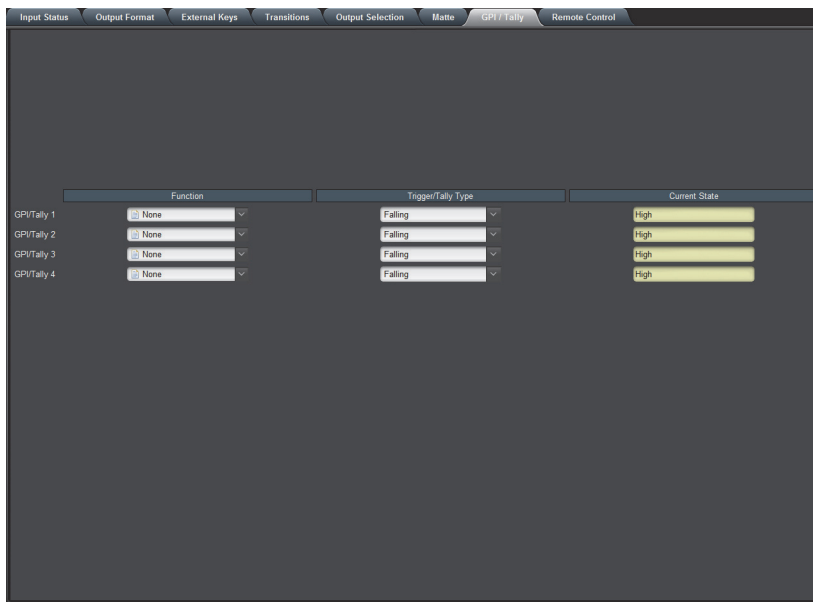 Input Status Output Format External Keys Transitions Output Selection Matte GPI / Tally Remote Control
Function Trigger/Tally Type Current State
GPI/Tally 1 None Falling High
GPI/Tally 2 None Falling High
GPI/Tally 3 None Falling High
GPI/Tally 4 None Falling High